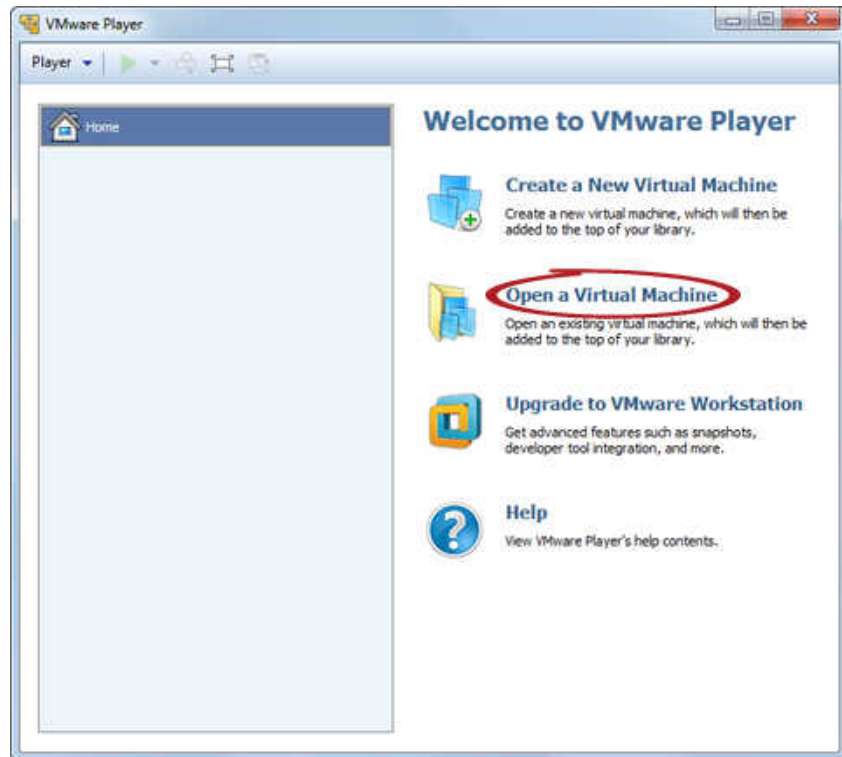 VMware Player
Player
Home
Welcome to VMware Player
Create a New Virtual Machine
Create a new virtual machine, which will then be
added to the top of your library.
Open a Virtual Machine
Open an existing virtual machine, which will then be
added to the top of your library.
Upgrade to VMware Workstation
Get advanced features such as snapshots,
developer tool integration, and more.
Help
View VMware Player's help contents.